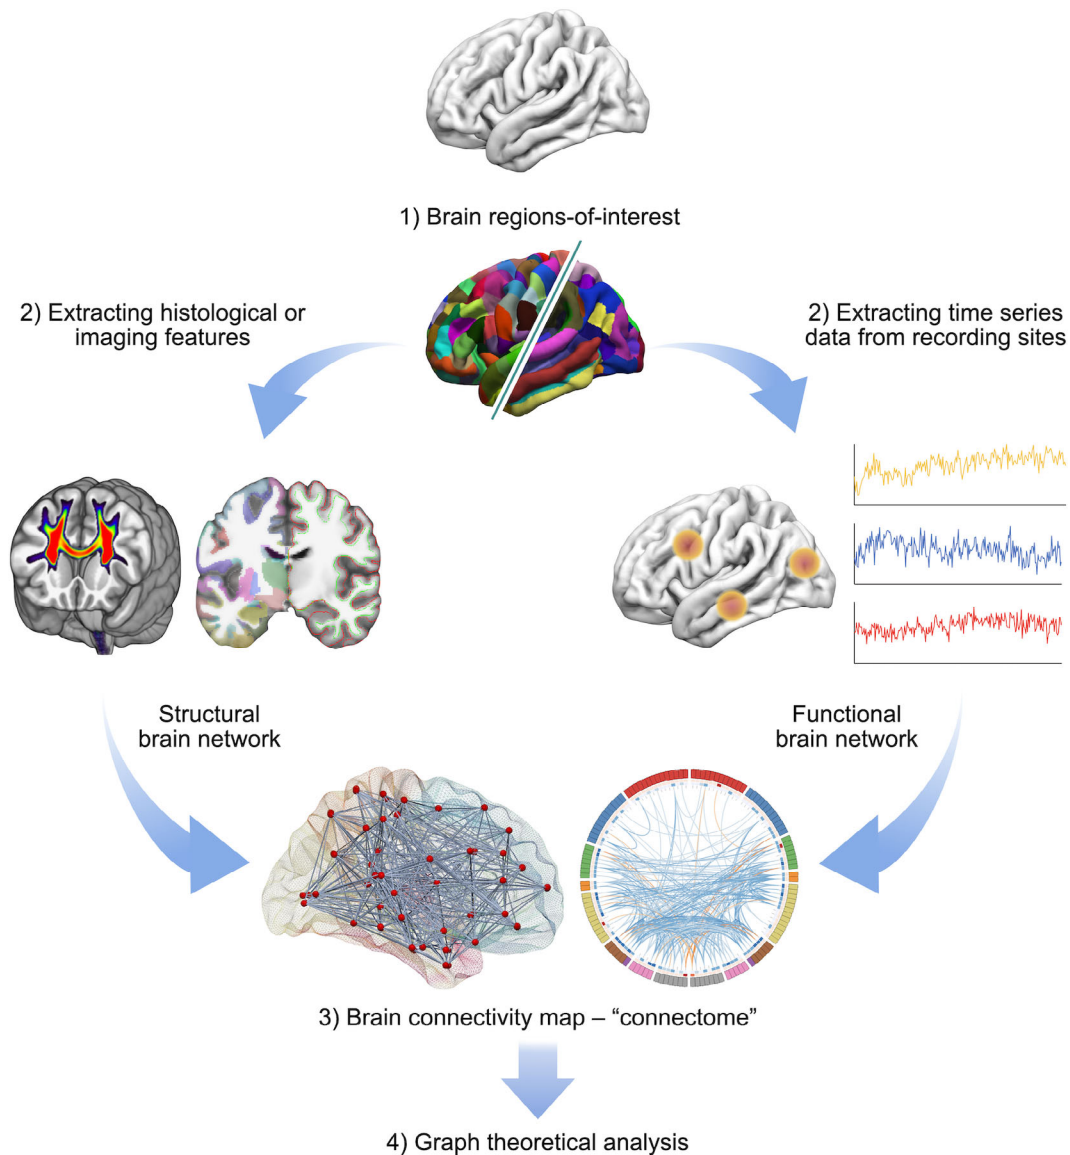 1) Brain regions-of-interest
2) Extracting histological or
imaging features
2) Extracting time series
data from recording sites
Structural
brain network
Functional
brain network
3) Brain connectivity map – “connectome”
4) Graph theoretical analysis